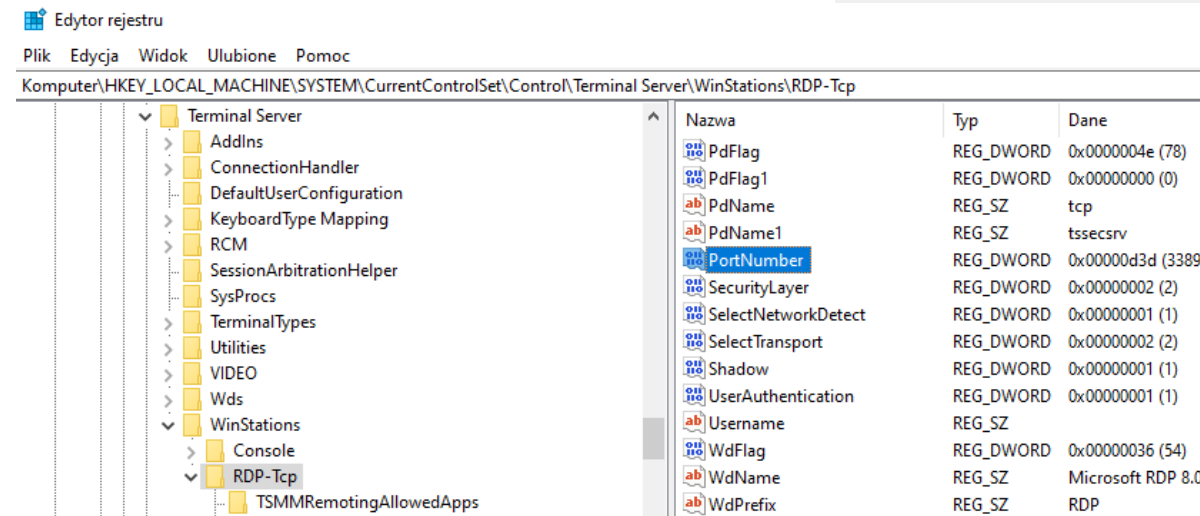 Edytor rejestru
Plik Edycja Widok Ulubione Pomoc
Komputer\HKEY_LOCAL_MACHINE\SYSTEM\CurrentControlSet\Control\Terminal Server\WinStations\RDP-Tcp
Terminal Server
AddIns
ConnectionHandler
DefaultUserConfiguration
KeyboardType Mapping
RCM
SessionArbitrationHelper
SysProcs
TerminalTypes
Utilities
VIDEO
Wds
WinStations
Console
RDP-Tcp
TSMMRemotingAllowedApps
Nazwa Typ Dane
PdFlag REG_DWORD 0x0000004e (78)
PdFlag1 REG_DWORD 0x00000000 (0)
PdName REG_SZ tcp
PdName1 REG_SZ tssecsrv
PortNumber REG_DWORD 0x00000d3d (3389
SecurityLayer REG_DWORD 0x00000002 (2)
SelectNetworkDetect REG_DWORD 0x00000001 (1)
SelectTransport REG_DWORD 0x00000002 (2)
Shadow REG_DWORD 0x00000001 (1)
UserAuthentication REG_DWORD 0x00000001 (1)
Username REG_SZ
WdFlag REG_DWORD 0x00000036 (54)
WdName REG_SZ Microsoft RDP 8.0
WdPrefix REG_SZ RDP